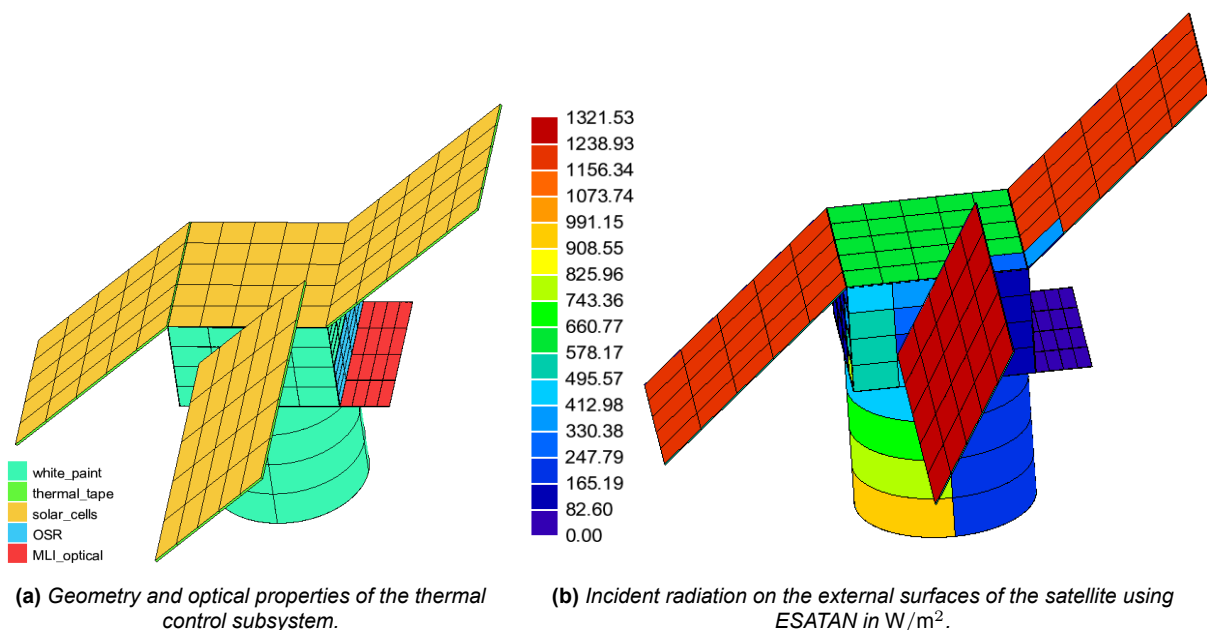 white_paint
thermal_tape
solar_cells
OSR
MLI_optical
1321.53
1238.93
1156.34
1073.74
991.15
908.55
825.96
743.36
660.77
578.17
495.57
412.98
330.38
247.79
165.19
82.60
0.00
(a) Geometry and optical properties of the thermal
control subsystem.
(b) Incident radiation on the external surfaces of the satellite using
ESATAN in W/m².